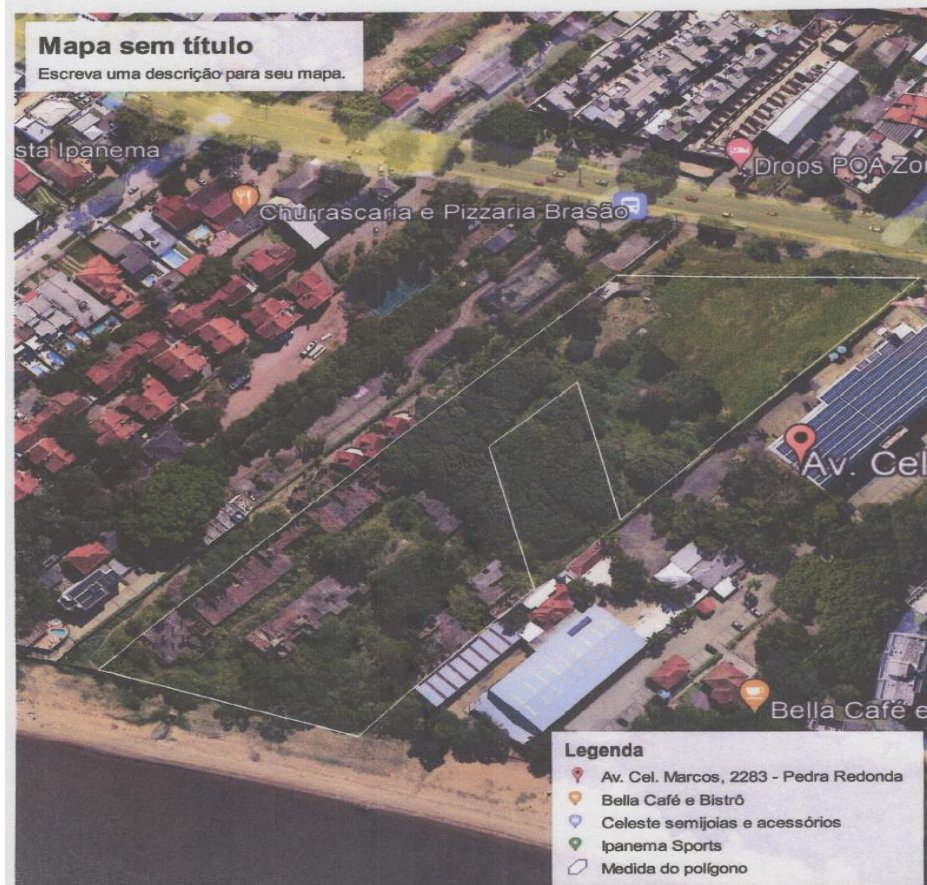 Mapa sem título
Escreva uma descrição para seu mapa.
sta Ipanema
Churrascaria e Pizzaria Brasão
Drops POA Zon
Av. Cel
Bella Café e
Legenda
Av. Cel. Marcos, 2283 - Pedra Redonda
Bella Café e Bistrô
Celeste semijoias e acessórios
Ipanema Sports
Medida do polígono